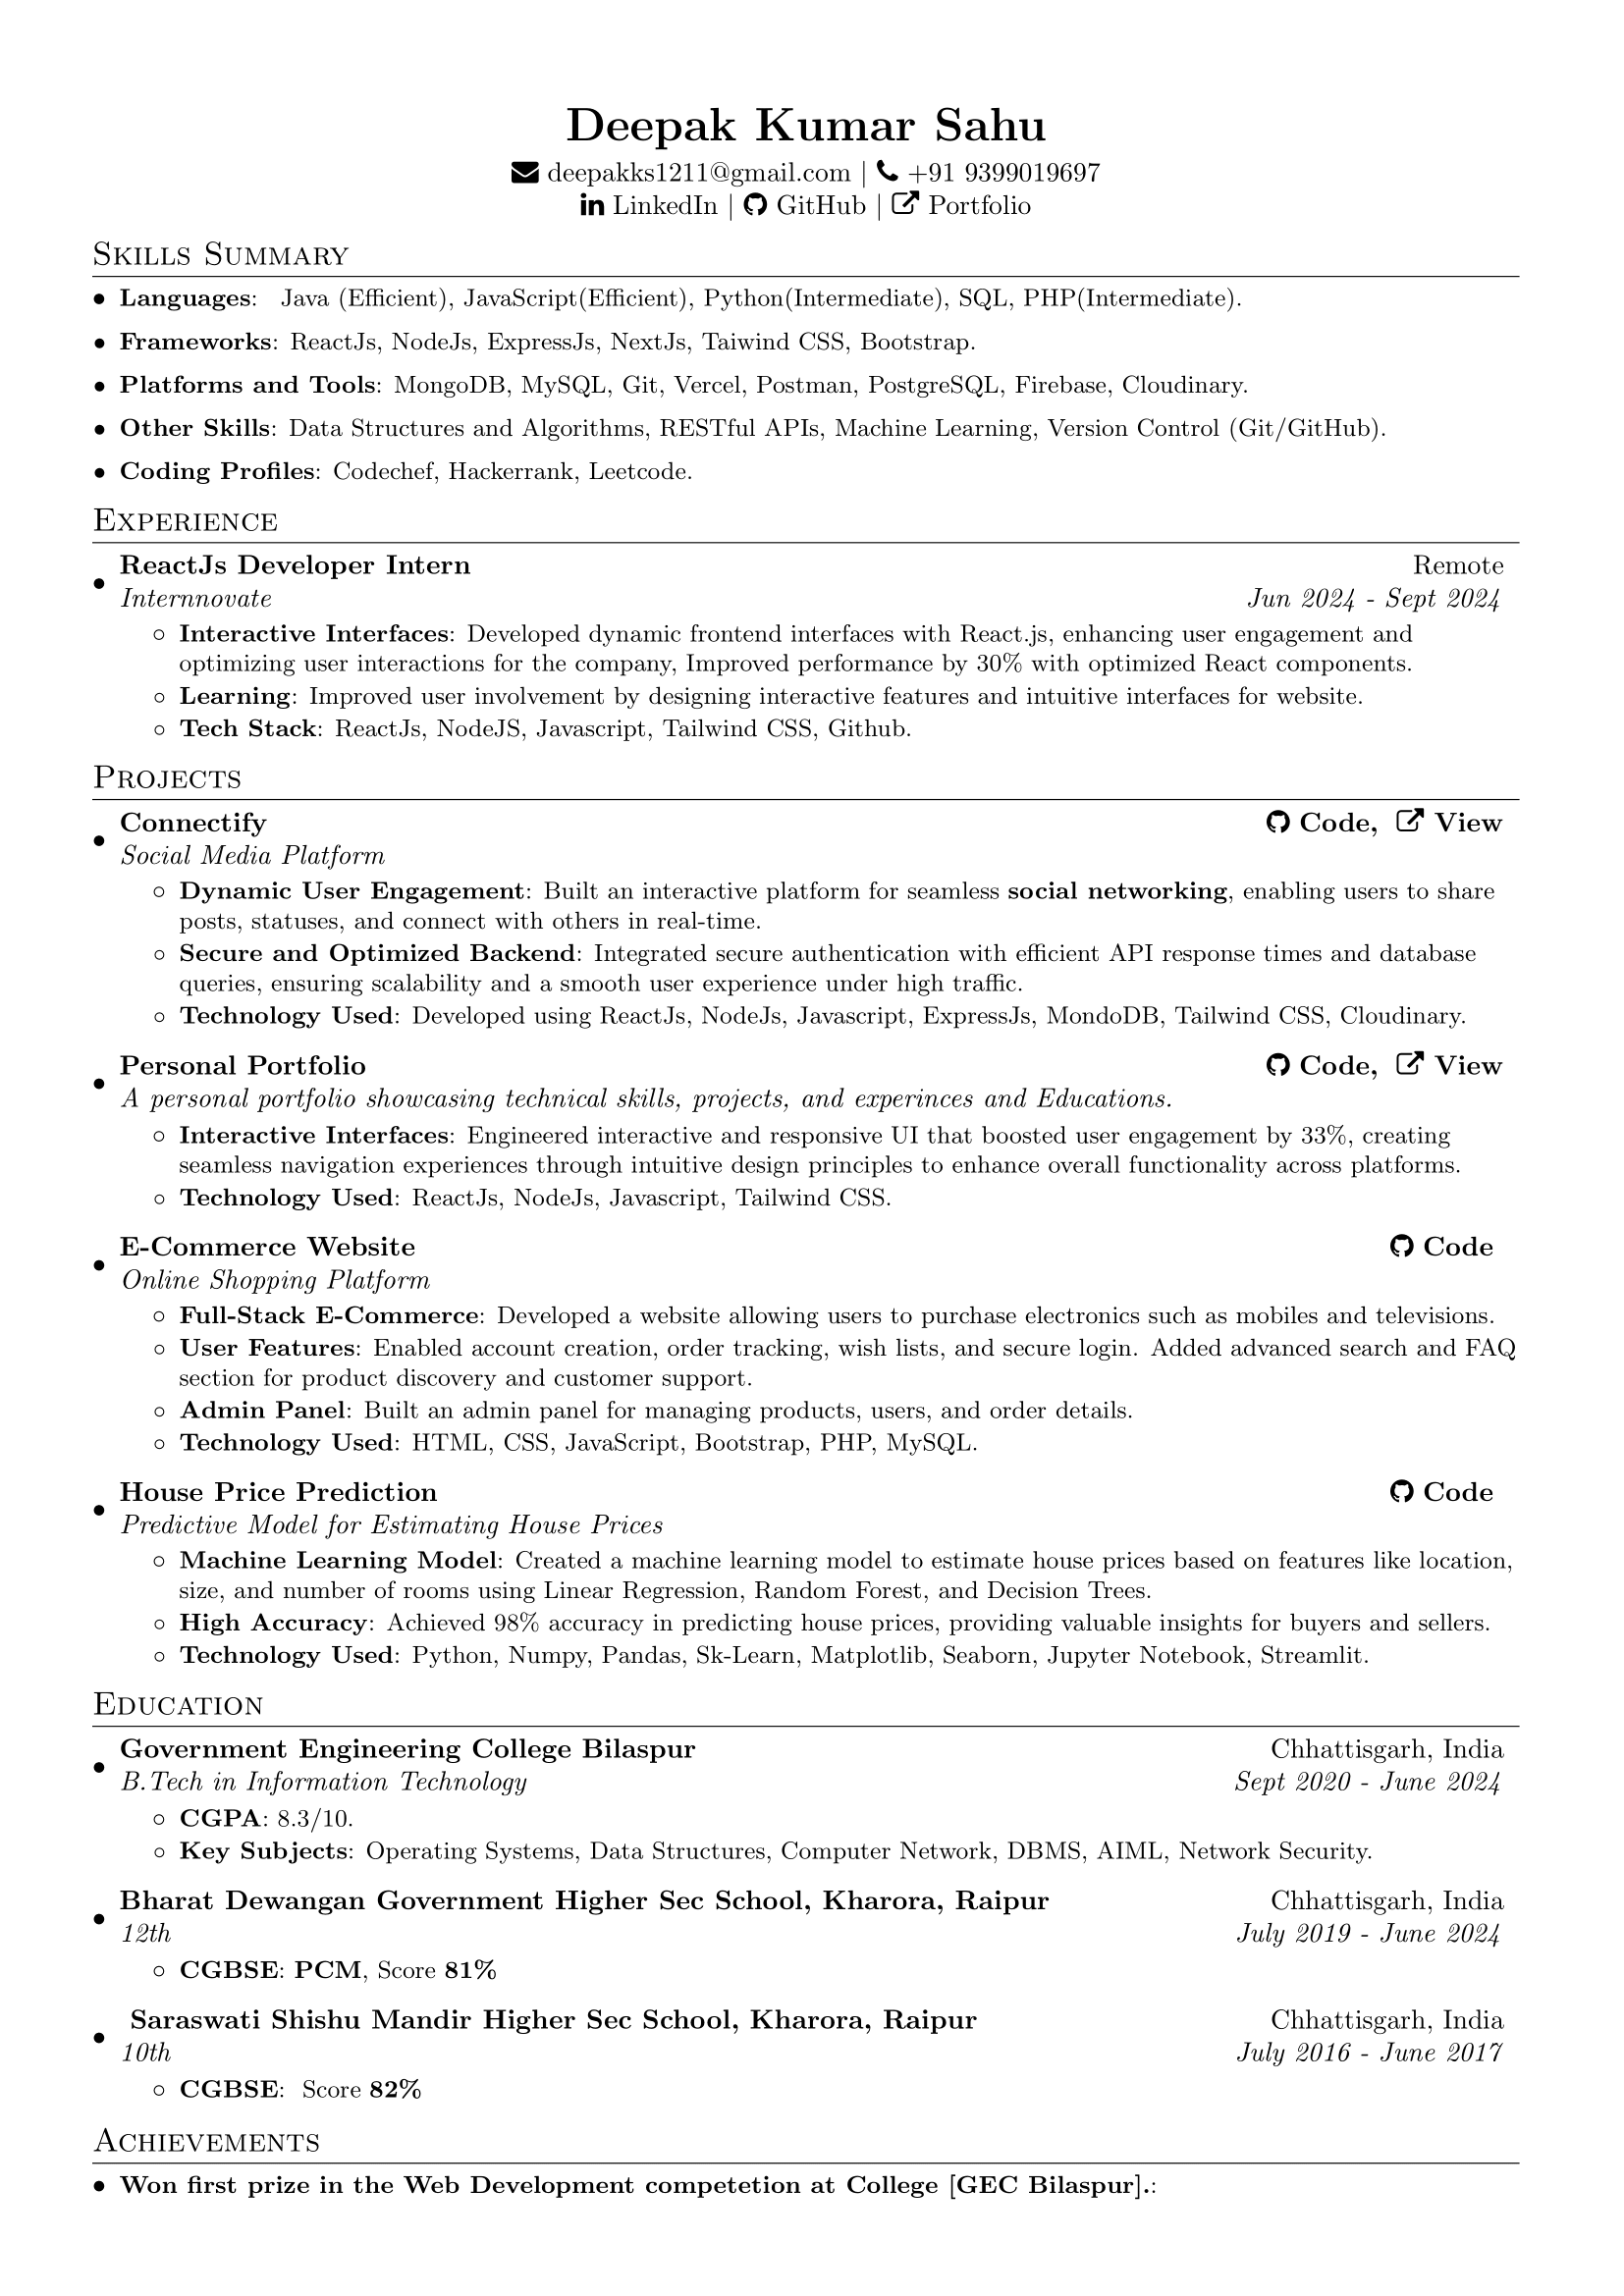 Deepak Kumar Sahu
deepakks1211@gmail.com | +91 9399019697
LinkedIn | GitHub | Portfolio
Skills Summary
• Languages: Java (Efficient), JavaScript(Efficient), Python(Intermediate), SQL, PHP(Intermediate).
• Frameworks: ReactJs, NodeJs, ExpressJs, NextJs, Taiwind CSS, Bootstrap.
• Platforms and Tools: MongoDB, MySQL, Git, Vercel, Postman, PostgreSQL, Firebase, Cloudinary.
• Other Skills: Data Structures and Algorithms, RESTful APIs, Machine Learning, Version Control (Git/GitHub).
• Coding Profiles: Codechef, Hackerrank, Leetcode.
Experience
• ReactJs Developer Intern Remote
Internnovate Jun 2024 - Sept 2024
◦ Interactive Interfaces: Developed dynamic frontend interfaces with React.js, enhancing user engagement and
optimizing user interactions for the company, Improved performance by 30% with optimized React components.
◦ Learning: Improved user involvement by designing interactive features and intuitive interfaces for website.
◦ Tech Stack: ReactJs, NodeJS, Javascript, Tailwind CSS, Github.
Projects
• Connectify Code, View
Social Media Platform
◦ Dynamic User Engagement: Built an interactive platform for seamless social networking, enabling users to share
posts, statuses, and connect with others in real-time.
◦ Secure and Optimized Backend: Integrated secure authentication with efficient API response times and database
queries, ensuring scalability and a smooth user experience under high traffic.
◦ Technology Used: Developed using ReactJs, NodeJs, Javascript, ExpressJs, MondoDB, Tailwind CSS, Cloudinary.
• Personal Portfolio Code, View
A personal portfolio showcasing technical skills, projects, and experinces and Educations.
◦ Interactive Interfaces: Engineered interactive and responsive UI that boosted user engagement by 33%, creating
seamless navigation experiences through intuitive design principles to enhance overall functionality across platforms.
◦ Technology Used: ReactJs, NodeJs, Javascript, Tailwind CSS.
• E-Commerce Website Code
Online Shopping Platform
◦ Full-Stack E-Commerce: Developed a website allowing users to purchase electronics such as mobiles and televisions.
◦ User Features: Enabled account creation, order tracking, wish lists, and secure login. Added advanced search and FAQ
section for product discovery and customer support.
◦ Admin Panel: Built an admin panel for managing products, users, and order details.
◦ Technology Used: HTML, CSS, JavaScript, Bootstrap, PHP, MySQL.
• House Price Prediction Code
Predictive Model for Estimating House Prices
◦ Machine Learning Model: Created a machine learning model to estimate house prices based on features like location,
size, and number of rooms using Linear Regression, Random Forest, and Decision Trees.
◦ High Accuracy: Achieved 98% accuracy in predicting house prices, providing valuable insights for buyers and sellers.
◦ Technology Used: Python, Numpy, Pandas, Sk-Learn, Matplotlib, Seaborn, Jupyter Notebook, Streamlit.
Education
• Government Engineering College Bilaspur Chhattisgarh, India
B.Tech in Information Technology Sept 2020 - June 2024
◦ CGPA: 8.3/10.
◦ Key Subjects: Operating Systems, Data Structures, Computer Network, DBMS, AIML, Network Security.
• Bharat Dewangan Government Higher Sec School, Kharora, Raipur Chhattisgarh, India
12th July 2019 - June 2024
◦ CGBSE: PCM, Score 81%
• Saraswati Shishu Mandir Higher Sec School, Kharora, Raipur Chhattisgarh, India
10th July 2016 - June 2017
◦ CGBSE: Score 82%
Achievements
• Won first prize in the Web Development competetion at College [GEC Bilaspur].: